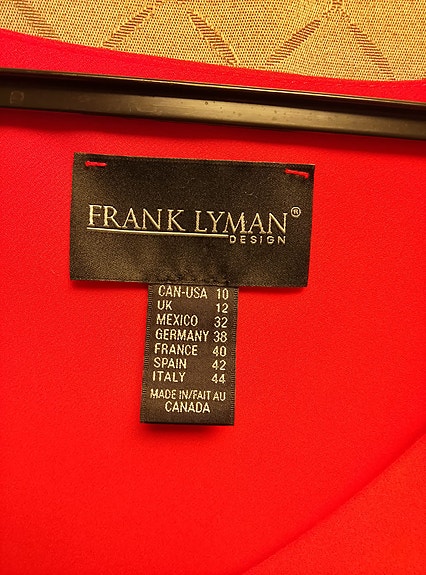 FRANK LYMAN®
DESIGN
CAN-USA 10
UK 12
MEXICO 32
GERMANY 38
FRANCE 40
SPAIN 42
ITALY 44
MADE IN/FAIT AU
CANADA